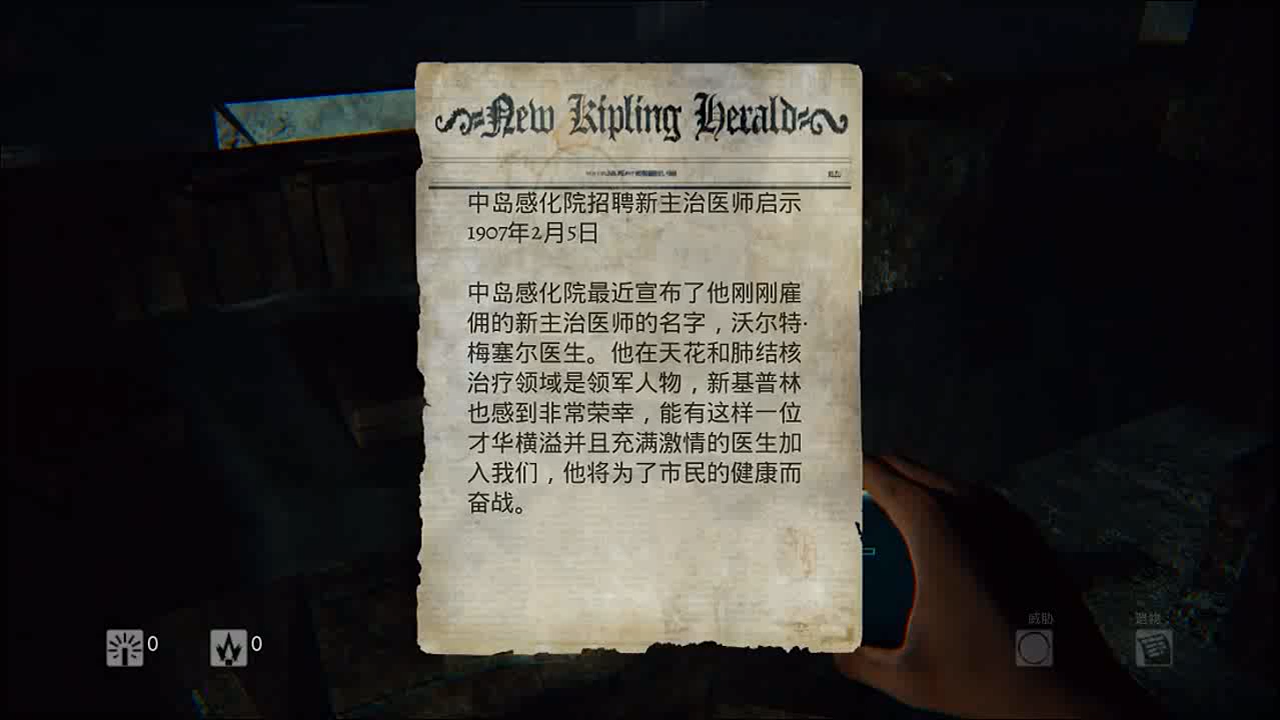 New Kipling Herald
中岛感化院招聘新主治医师启示
1907年2月5日
中岛感化院最近宣布了他刚刚雇
佣的新主治医师的名字，沃尔特·
梅塞尔医生。他在天花和肺结核
治疗领域是领军人物，新基普林
也感到非常荣幸，能有这样一位
才华横溢并且充满激情的医生加
入我们，他将为了市民的健康而
奋战。
0
0
威胁